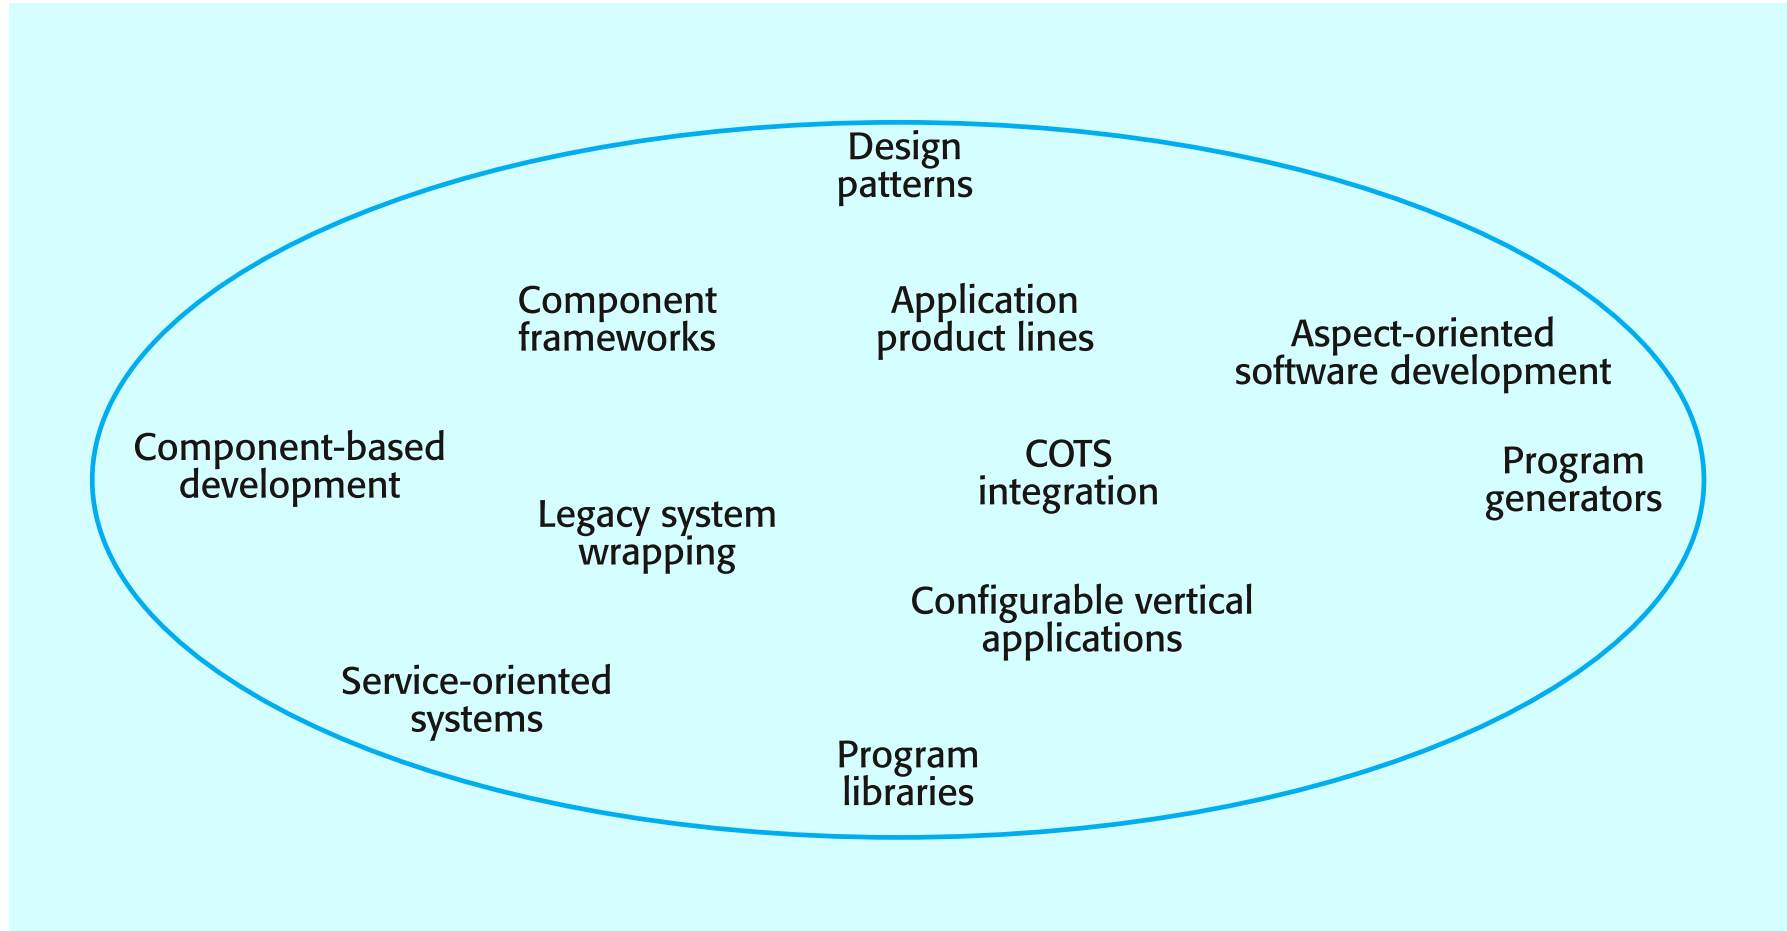 Design
patterns
Component
frameworks
Application
product lines
Aspect-oriented
software development
Component-based
development
COTS
integration
Program
generators
Legacy system
wrapping
Configurable vertical
applications
Service-oriented
systems
Program
libraries